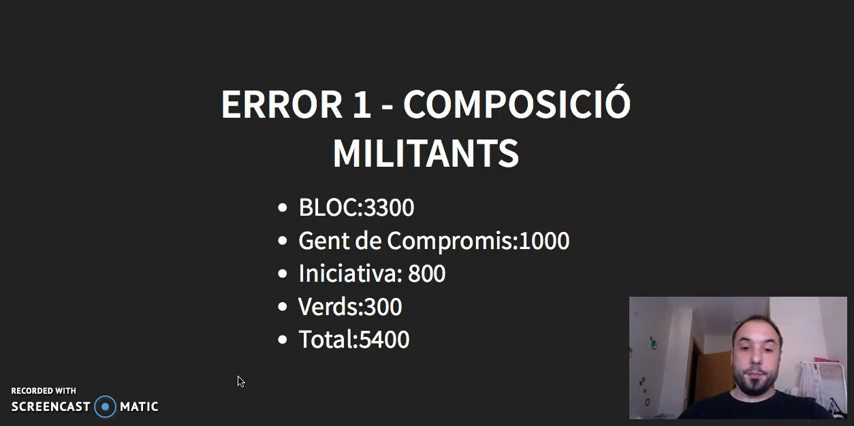 ERROR 1 - COMPOSICIÓ
MILITANTS
BLOC:3300
Gent de Compromis:1000
Iniciativa: 800
Verds:300
Total:5400
RECORDED WITH
SCREENCAST MATIC